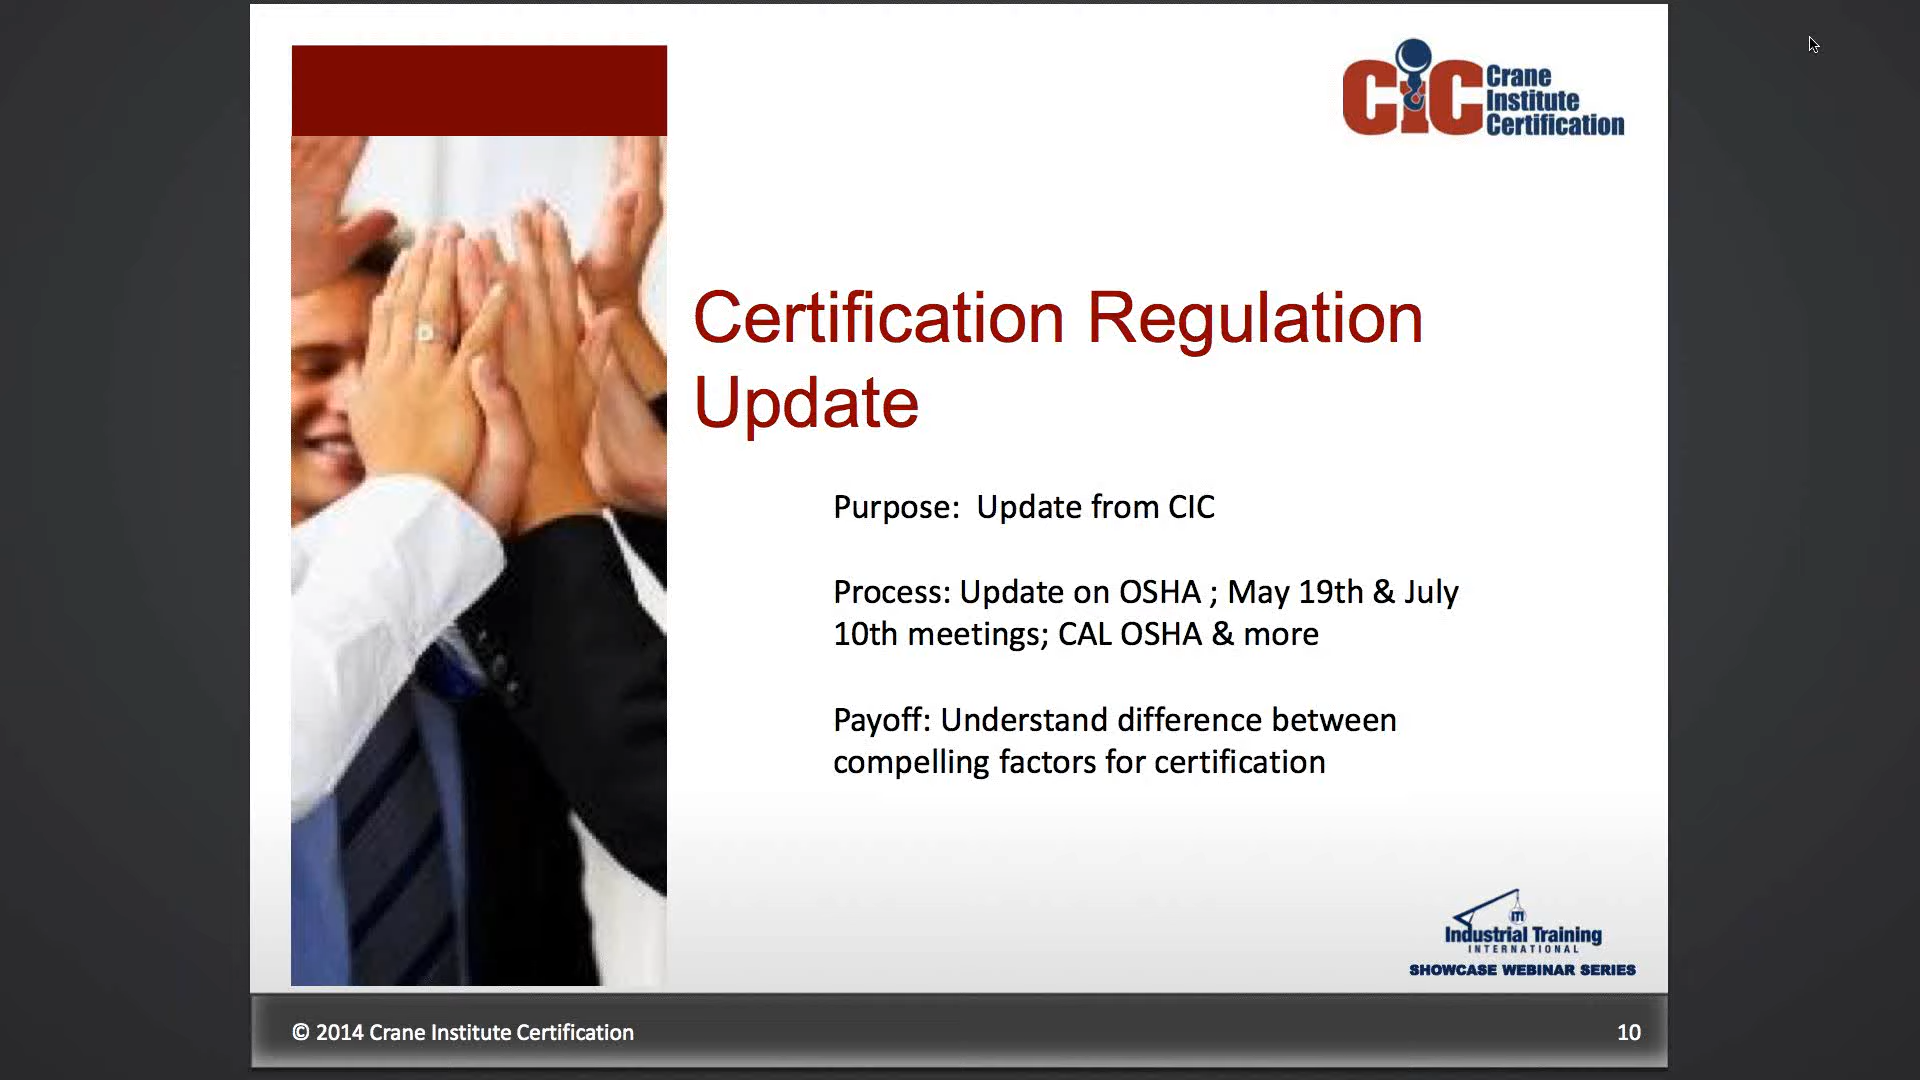 CiC Crane
Institute
Certification
Certification Regulation
Update
Purpose:  Update from CIC
Process: Update on OSHA ; May 19th & July
10th meetings; CAL OSHA & more
Payoff: Understand difference between
compelling factors for certification
ITI
Industrial Training
INTERNATIONAL
SHOWCASE WEBINAR SERIES
© 2014 Crane Institute Certification
10